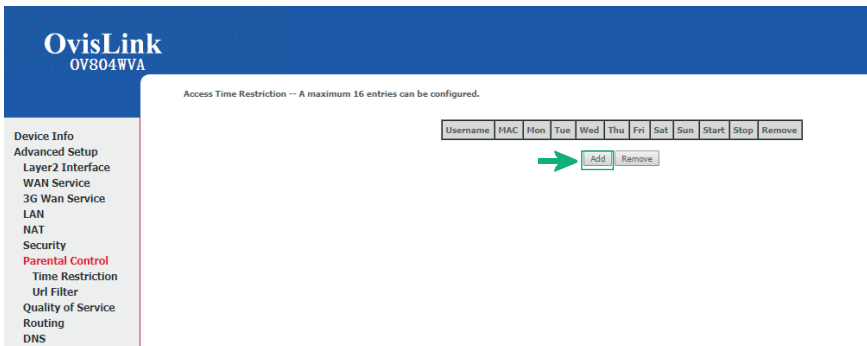 OvisLink
OV804WVA
Access Time Restriction -- A maximum 16 entries can be configured.
Username MAC Mon Tue Wed Thu Fri Sat Sun Start Stop Remove
Add Remove
Device Info
Advanced Setup
Layer2 Interface
WAN Service
3G Wan Service
LAN
NAT
Security
Parental Control
Time Restriction
Url Filter
Quality of Service
Routing
DNS